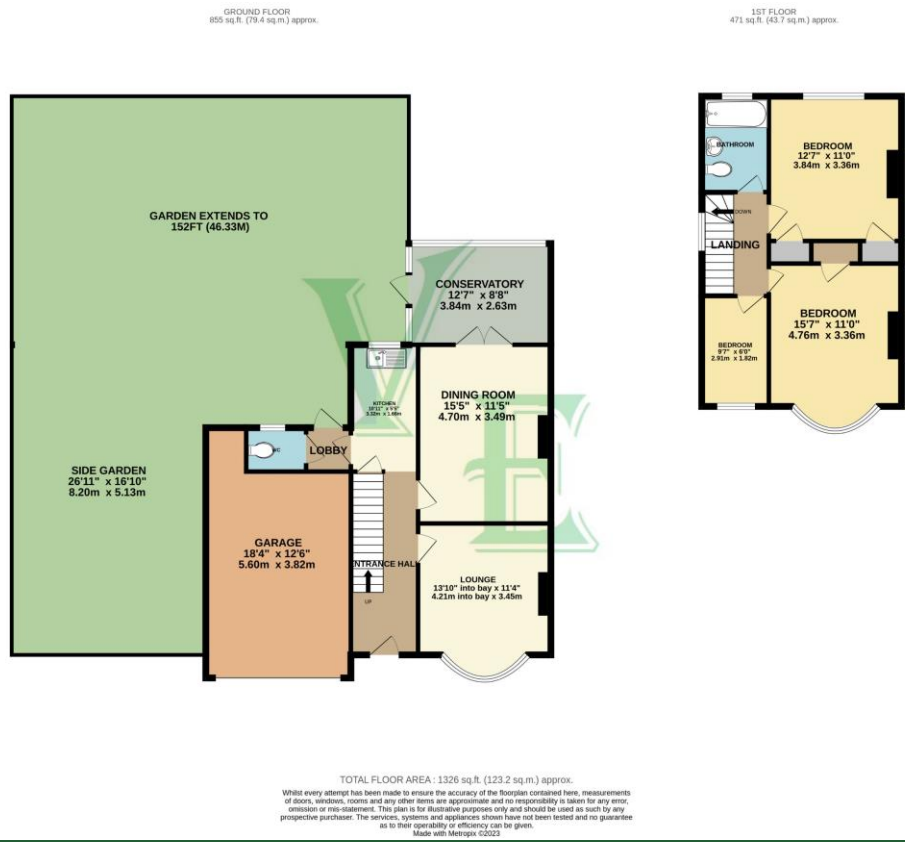 GROUND FLOOR
855 sq.ft. (79.4 sq.m.) approx.
1ST FLOOR
471 sq.ft. (43.7 sq.m.) approx.
GARDEN EXTENDS TO
152FT (46.33M)
CONSERVATORY
12'7" x 8'8"
3.84m x 2.63m
KITCHEN
DINING ROOM
15'5" x 11'5"
4.70m x 3.49m
WC
LOBBY
SIDE GARDEN
26'11" x 16'10"
8.20m x 5.13m
GARAGE
18'4" x 12'6"
5.60m x 3.82m
ENTRANCE HALL
UP
LOUNGE
13'10" into bay x 11'4"
4.21m into bay x 3.45m
BATHROOM
BEDROOM
12'7" x 11'0"
3.84m x 3.36m
DOWN
LANDING
BEDROOM
15'7" x 11'0"
4.76m x 3.36m
BEDROOM
9'7" x 6'0"
2.91m x 1.82m
V
E
TOTAL FLOOR AREA : 1326 sq.ft. (123.2 sq.m.) approx.
Whilst every attempt has been made to ensure the accuracy of the floorplan contained here, measurements
of doors, windows, rooms and any other items are approximate and no responsibility is taken for any error,
omission or mis-statement. This plan is for illustrative purposes only and should be used as such by any
prospective purchaser. The services, systems and appliances shown have not been tested and no guarantee
as to their operability or efficiency can be given.
Made with Metropix ©2023